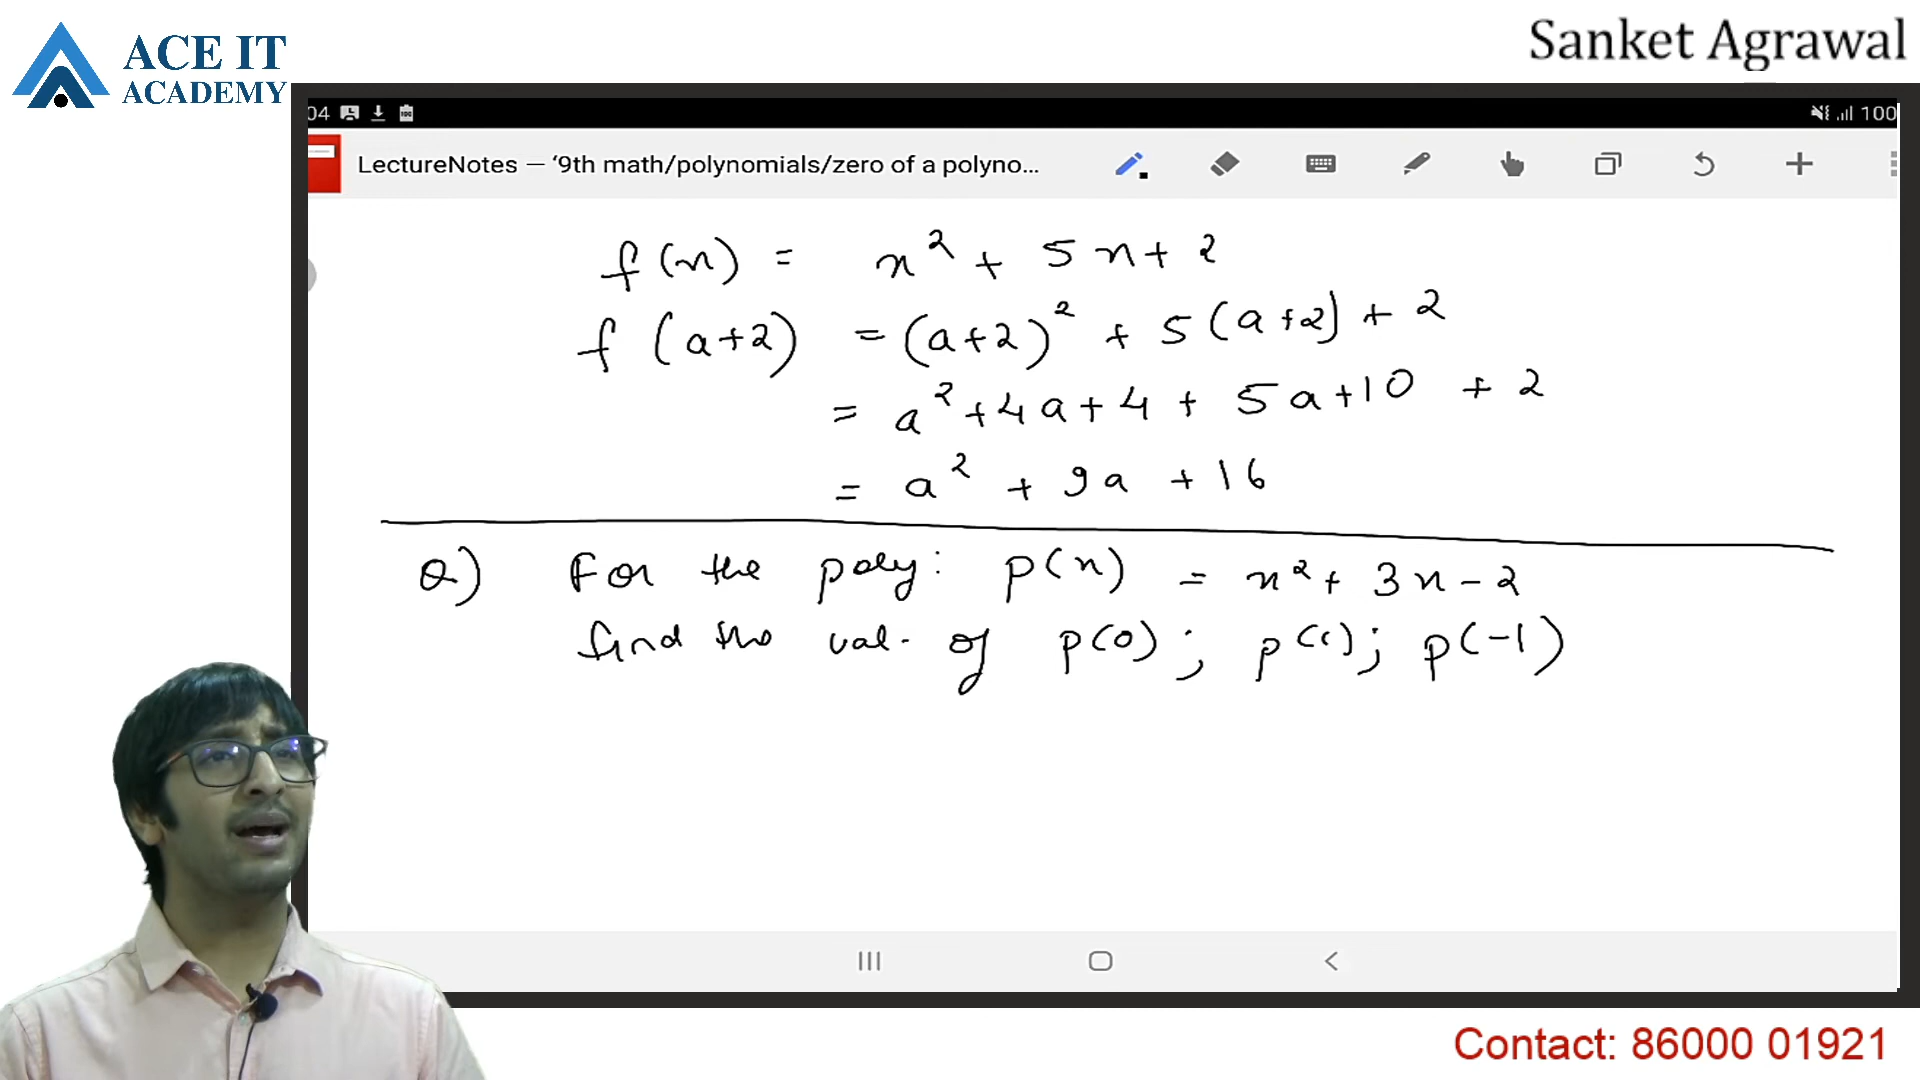 ACE IT
ACADEMY
Sanket Agrawal
04
100
LectureNotes — ‘9th math/polynomials/zero of a polyno...
f(x) = x² + 5x + 2
f(a+2) = (a+2)² + 5(a+2) + 2
= a² + 4a + 4 + 5a + 10 + 2
= a² + 9a + 16
Q) For the poly: p(x) = x² + 3x - 2
find the val. of p(0); p(1); p(-1)
Contact: 86000 01921